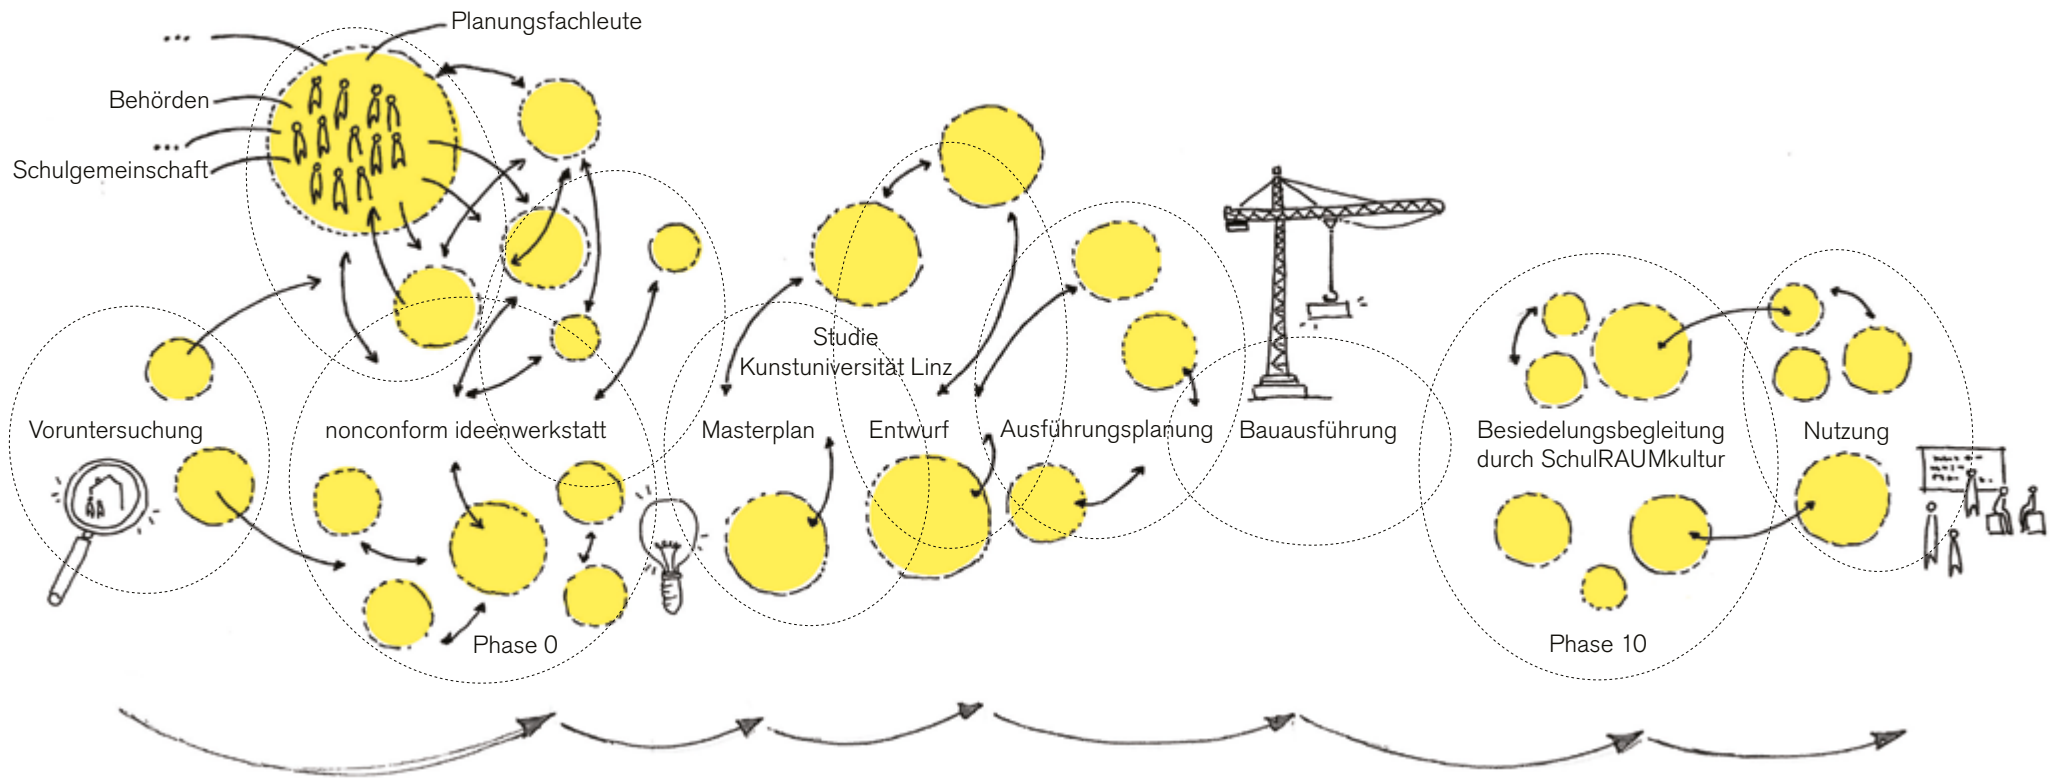 Planungsfachleute
...
Behörden
...
Schulgemeinschaft
Studie
Kunstuniversität Linz
Voruntersuchung
nonconform ideenwerkstatt
Masterplan
Entwurf
Ausführungsplanung
Bauausführung
Besiedelungsbegleitung
durch SchulRAUMkultur
Nutzung
Phase 0
Phase 10